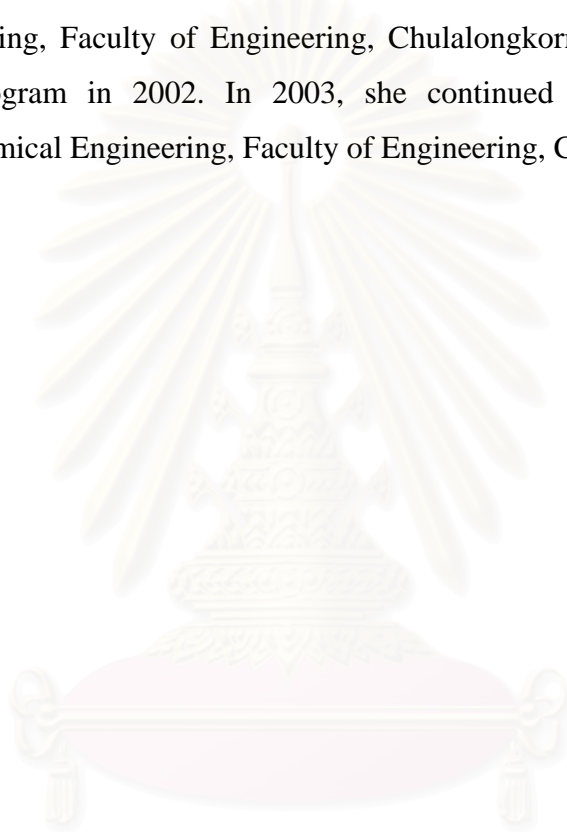 ing, Faculty of Engineering, Chulalongkorn
gram in 2002. In 2003, she continued
mical Engineering, Faculty of Engineering, C